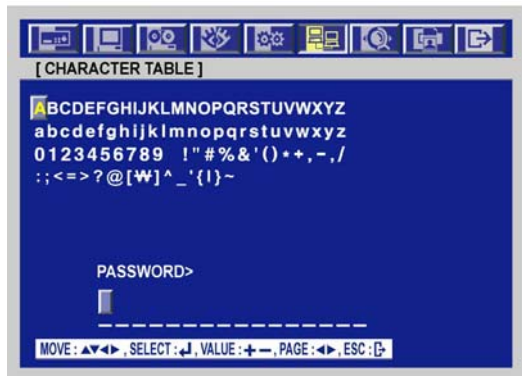 [ CHARACTER TABLE ]
ABCDEFGHIJKLMNOPQRSTUVWXYZ
abcdefghijklmnopqrstuvwxyz
0123456789 !"#%&'()*+,-,/
:;<=>?@[₩]^_'{|}~
PASSWORD>
MOVE : ▲▼◀▶ , SELECT : ↲ , VALUE : + − , PAGE : ◀▶ , ESC :